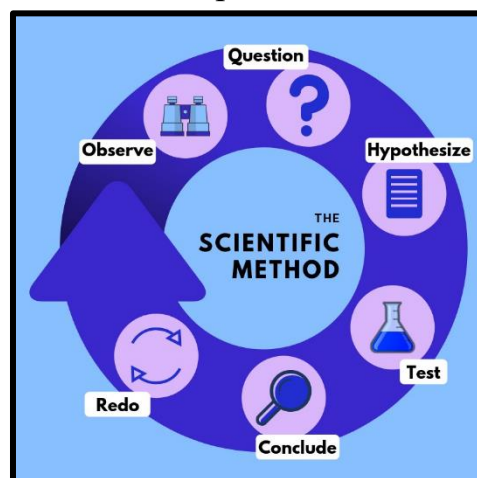 Question
Observe
Hypothesize
THE
SCIENTIFIC
METHOD
Test
Redo
Conclude